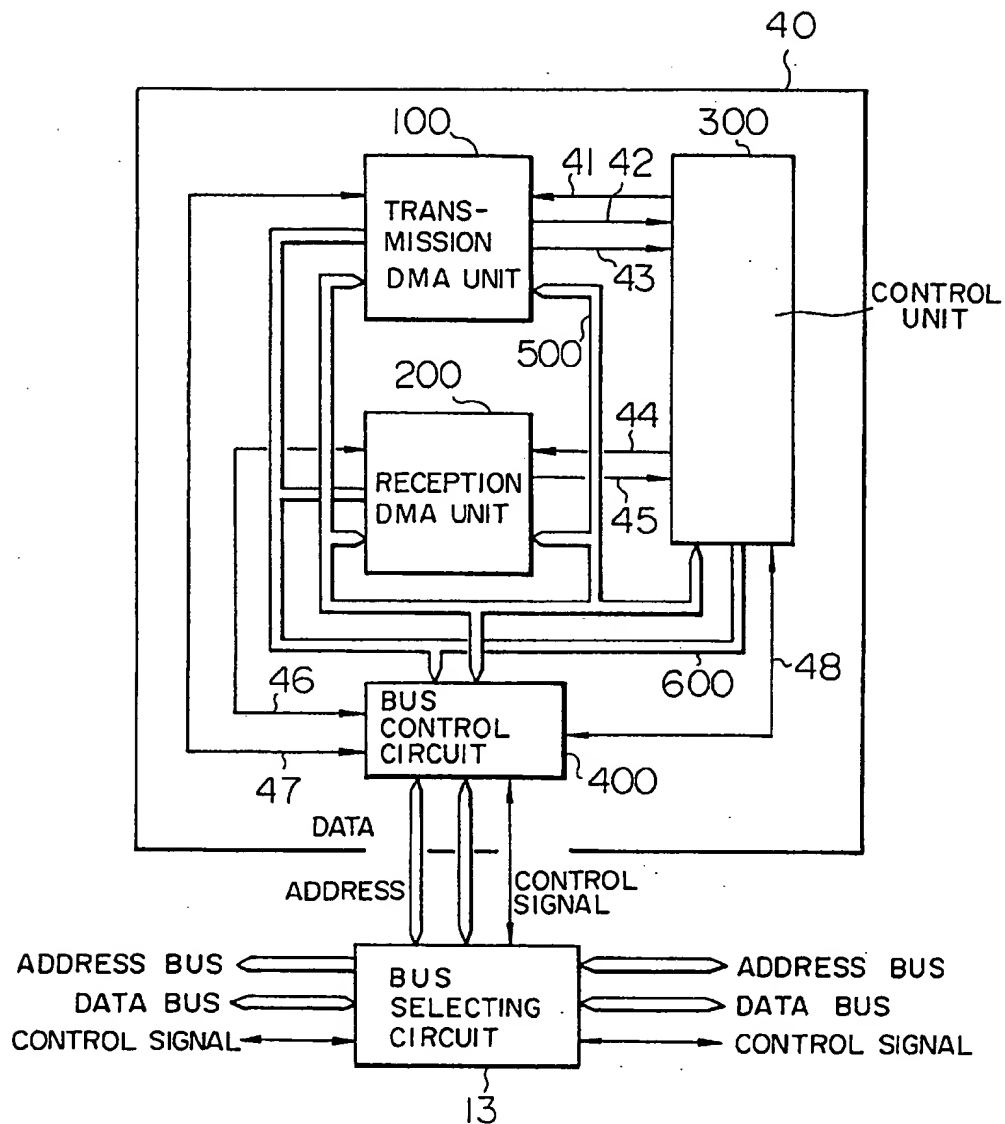 40
100
300
41 42
TRANS-
MISSION
DMA UNIT
43
CONTROL
UNIT
500
200
44
RECEPTION
DMA UNIT
45
600
48
46
BUS
CONTROL
CIRCUIT
47
400
DATA
ADDRESS
CONTROL
SIGNAL
ADDRESS BUS
DATA BUS
CONTROL SIGNAL
BUS
SELECTING
CIRCUIT
ADDRESS BUS
DATA BUS
CONTROL SIGNAL
13